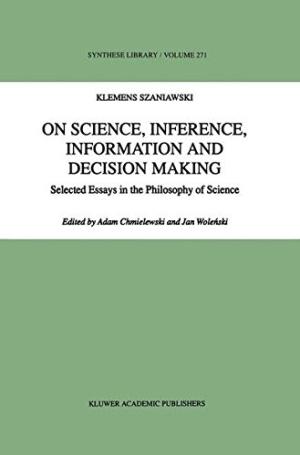 SYNTHESE LIBRARY / VOLUME 271
KLEMENS SZANIAWSKI
ON SCIENCE, INFERENCE,
INFORMATION AND
DECISION MAKING
Selected Essays in the Philosophy of Science
Edited by Adam Chmielewski and Jan Woleński
KLUWER ACADEMIC PUBLISHERS